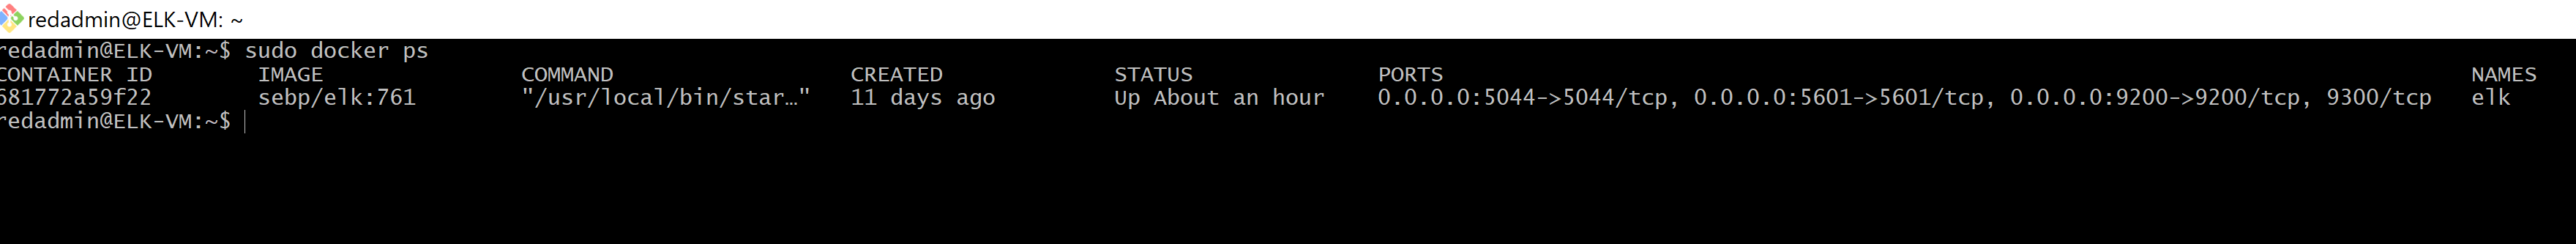 redadmin@ELK-VM: ~
redadmin@ELK-VM:~$ sudo docker ps
CONTAINER ID IMAGE COMMAND CREATED STATUS PORTS NAMES
681772a59f22 sebp/elk:761 "/usr/local/bin/star…" 11 days ago Up About an hour 0.0.0.0:5044->5044/tcp, 0.0.0.0:5601->5601/tcp, 0.0.0.0:9200->9200/tcp, 9300/tcp elk
redadmin@ELK-VM:~$